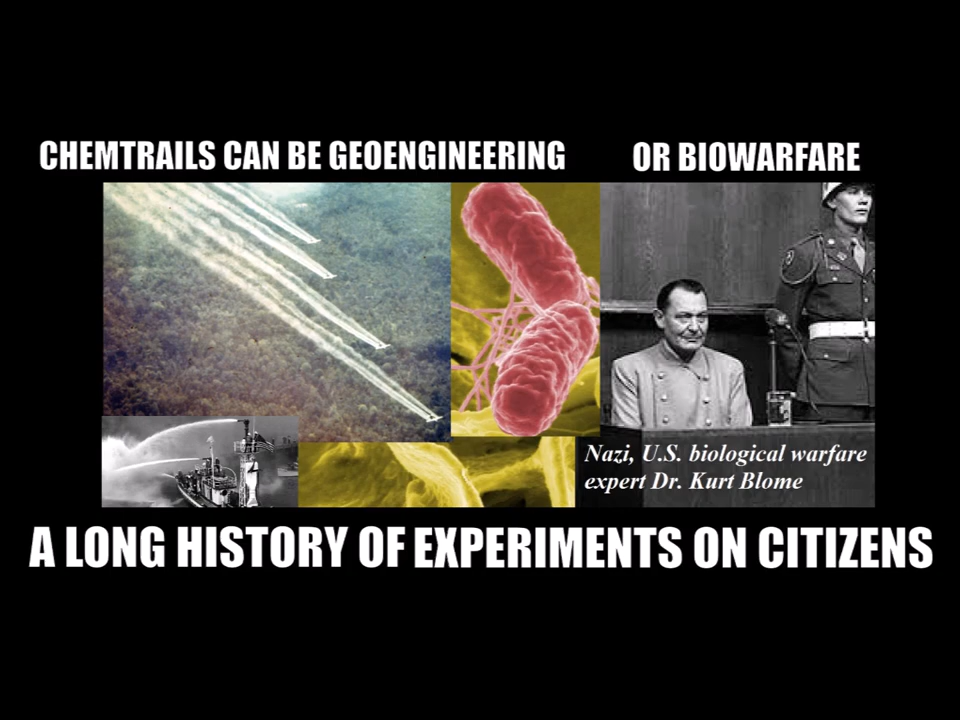 CHEMTRAILS CAN BE GEOENGINEERING
OR BIOWARFARE
Nazi, U.S. biological warfare
expert Dr. Kurt Blome
A LONG HISTORY OF EXPERIMENTS ON CITIZENS